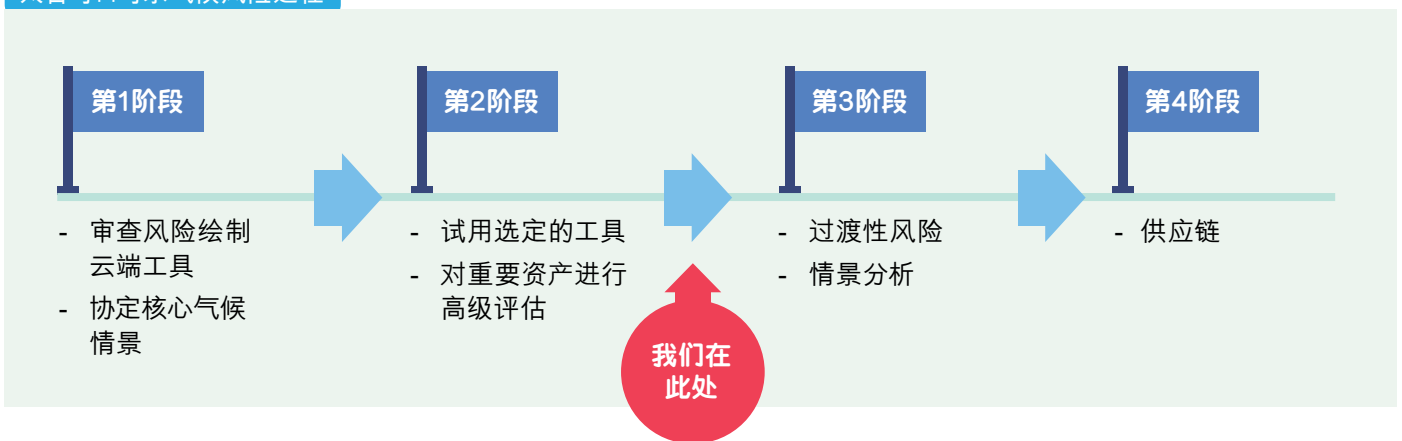 第1阶段
第2阶段
第3阶段
第4阶段
- 审查风险绘制
云端工具
- 协定核心气候
情景
- 试用选定的工具
- 对重要资产进行
高级评估
- 过渡性风险
- 情景分析
- 供应链
我们在
此处